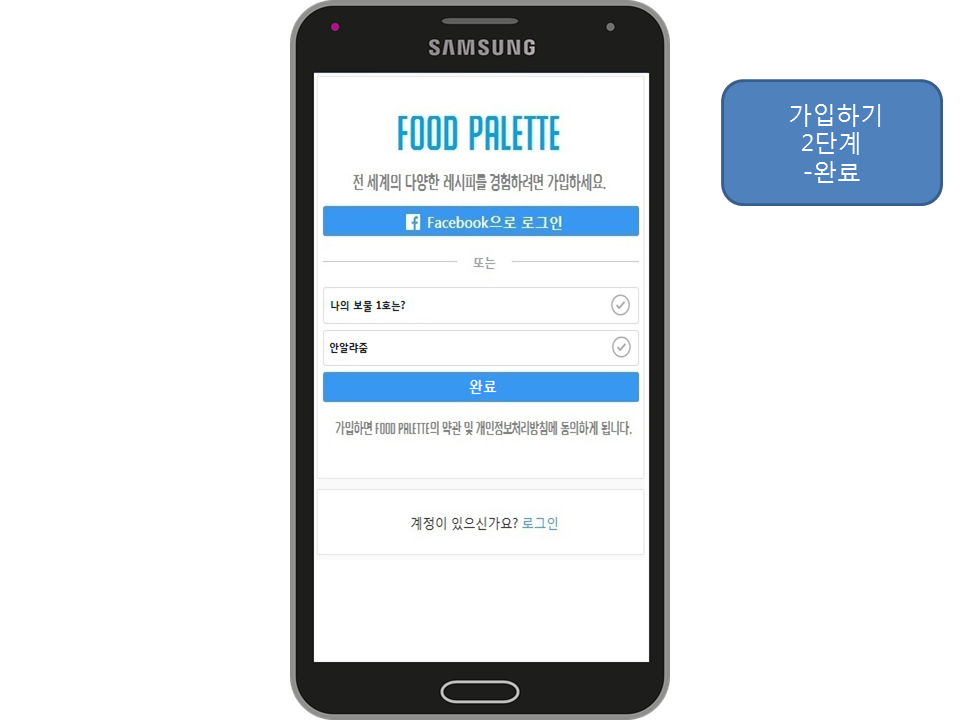 SAMSUNG
FOOD PALETTE
전 세계의 다양한 레시피를 경험하려면 가입하세요.
Facebook으로 로그인
또는
나의 보물 1호는?
안알랴줌
완료
가입하면 FOOD PALETTE의 약관 및 개인정보처리방침에 동의하게 됩니다.
계정이 있으신가요? 로그인
가입하기
2단계
-완료